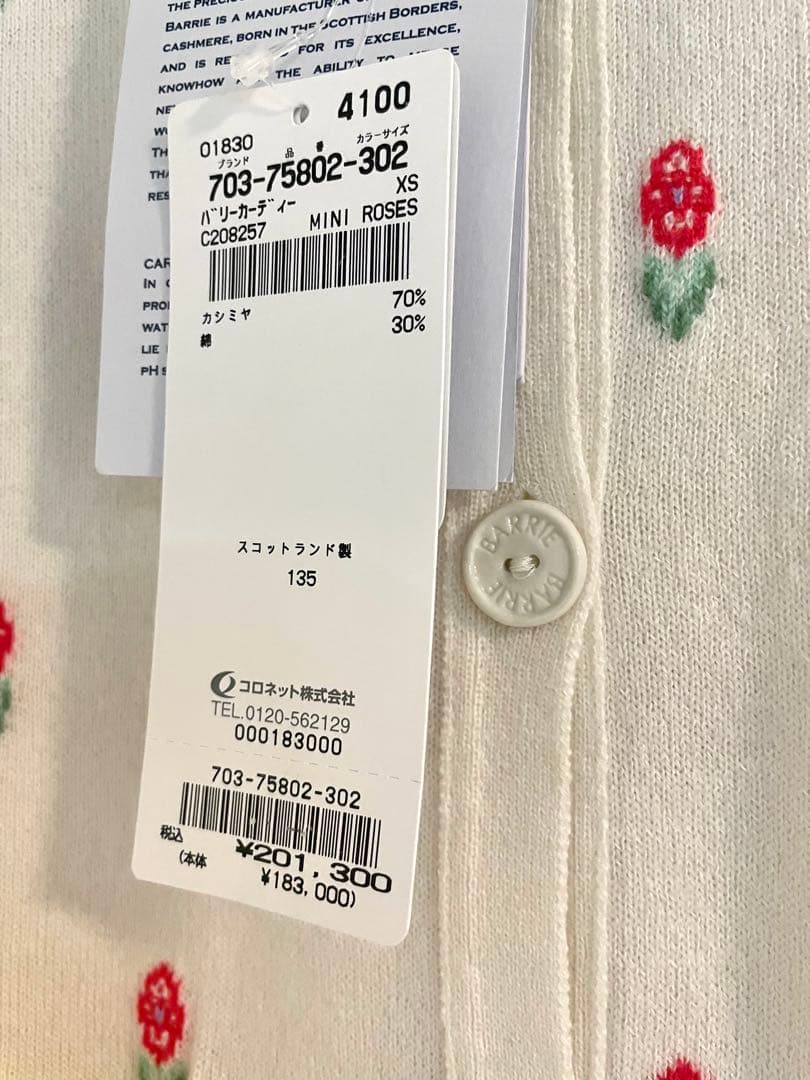 THE PRECIOUS
BARRIE IS A MANUFACTURER
CASHMERE, BORN IN THE SCOTTISH BORDERS,
AND IS FOR ITS EXCELLENCE,
KNOWHOW THE ABILITY TO
RES
CAR
IN
PRO
WAT
LIE
pH
4100
01830
ブランド 品 番 カラーサイズ
703-75802-302
バリーカーディー XS
C208257 MINI ROSES
カシミヤ 70%
綿 30%
スコットランド製
135
コロネット株式会社
TEL.0120-562129
000183000
703-75802-302
税込 ¥201,300
(本体 ¥183,000)
BARRIE BARRIE